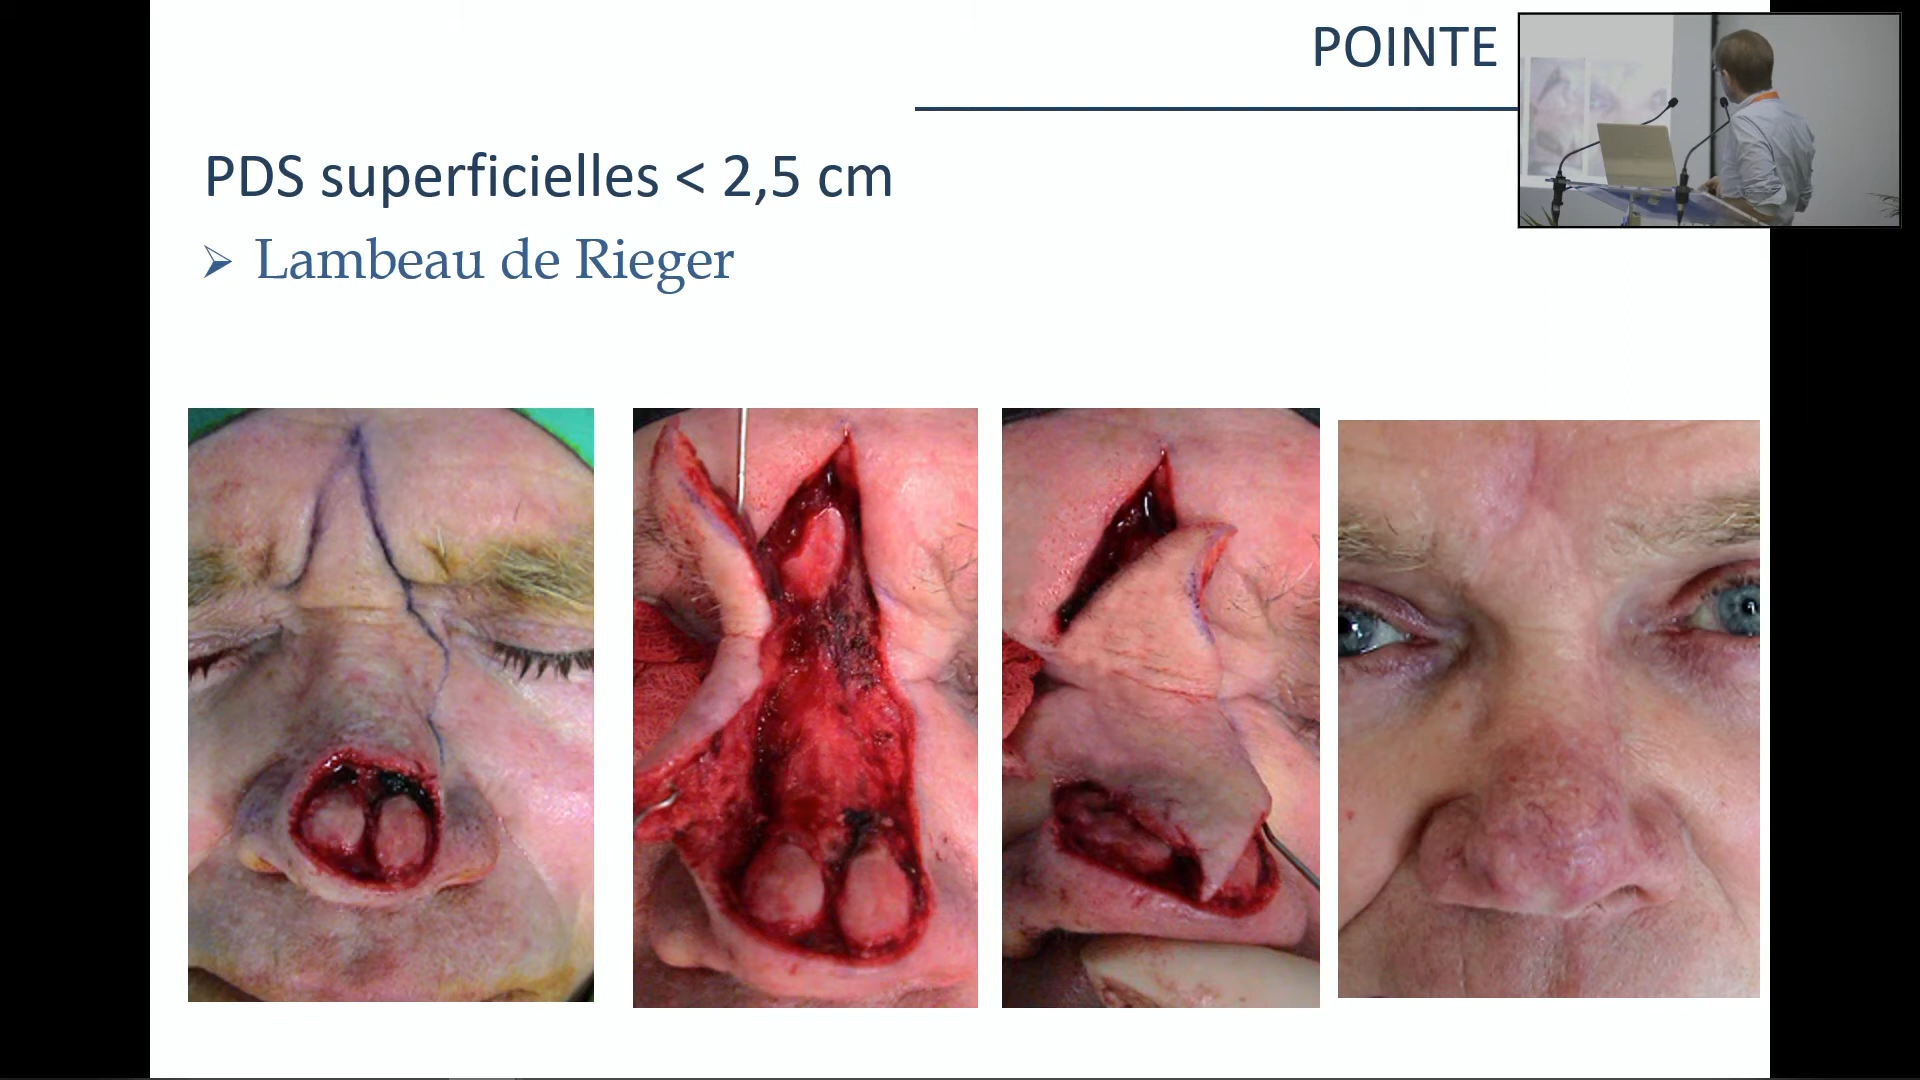 POINTE
PDS superficielles < 2,5 cm
➢ Lambeau de Rieger